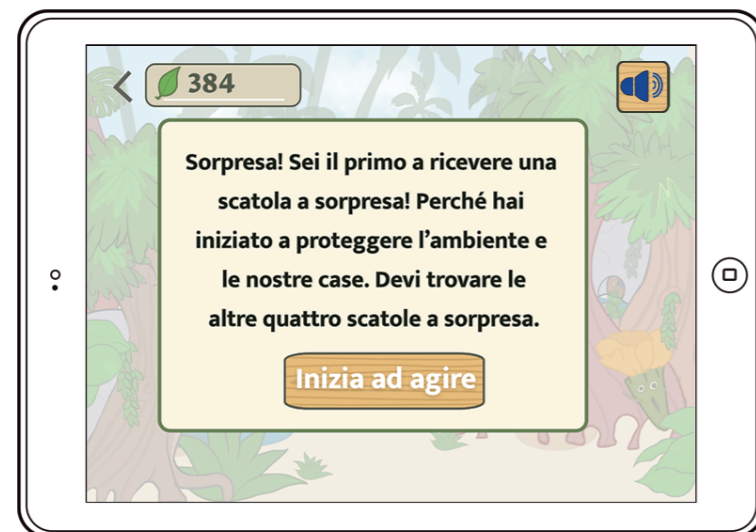 384
Sorpresa! Sei il primo a ricevere una
scatola a sorpresa! Perché hai
iniziato a proteggere l’ambiente e
le nostre case. Devi trovare le
altre quattro scatole a sorpresa.
Inizia ad agire